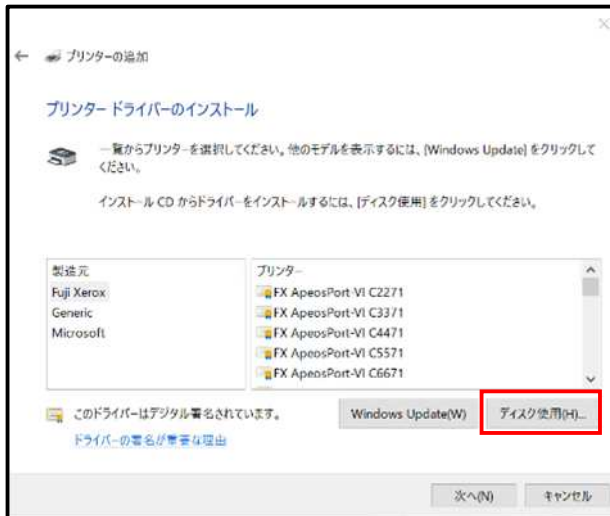 プリンターの追加
プリンター ドライバーのインストール
一覧からプリンターを選択してください。他のモデルを表示するには、[Windows Update] をクリックして
ください。
インストール CD からドライバーをインストールするには、[ディスク使用] をクリックしてください。
製造元
Fuji Xerox
Generic
Microsoft
プリンター
FX ApeosPort-VI C2271
FX ApeosPort-VI C3371
FX ApeosPort-VI C4471
FX ApeosPort-VI C5571
FX ApeosPort-VI C6671
このドライバーはデジタル署名されています。
ドライバーの署名が重要な理由
Windows Update(W)
ディスク使用(H)...
次へ(N)
キャンセル